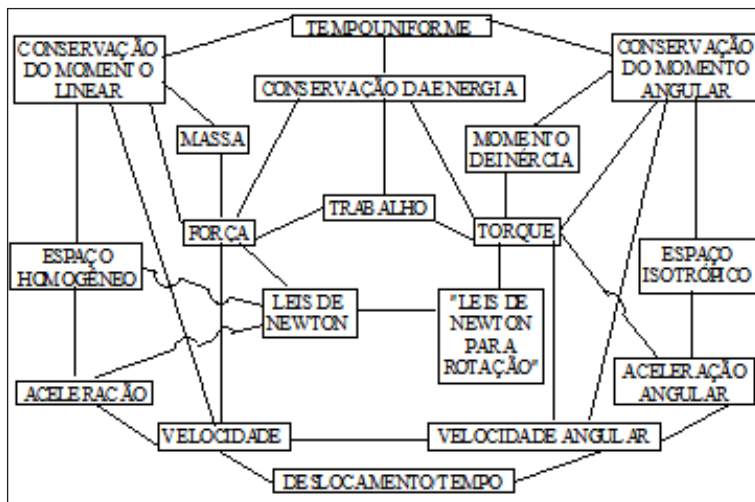 TEMPO UNIFORME
CONSERVAÇÃO
DO MOMENTO
LINEAR
CONSERVAÇÃO
DO MOMENTO
ANGULAR
CONSERVAÇÃO DA ENERGIA
MASSA
MOMENTO
DE INÉRCIA
TRABALHO
FORÇA
TORQUE
ESPAÇO
HOMOGÊNEO
ESPAÇO
ISOTRÓPICO
LEIS DE
NEWTON
"LEIS DE
NEWTON
PARA
ROTAÇÃO"
ACELERACÃO
ACELERAÇÃO
ANGULAR
VELOCIDADE
VELOCIDADE ANGULAR
DESLOCAMENTO/TEMPO